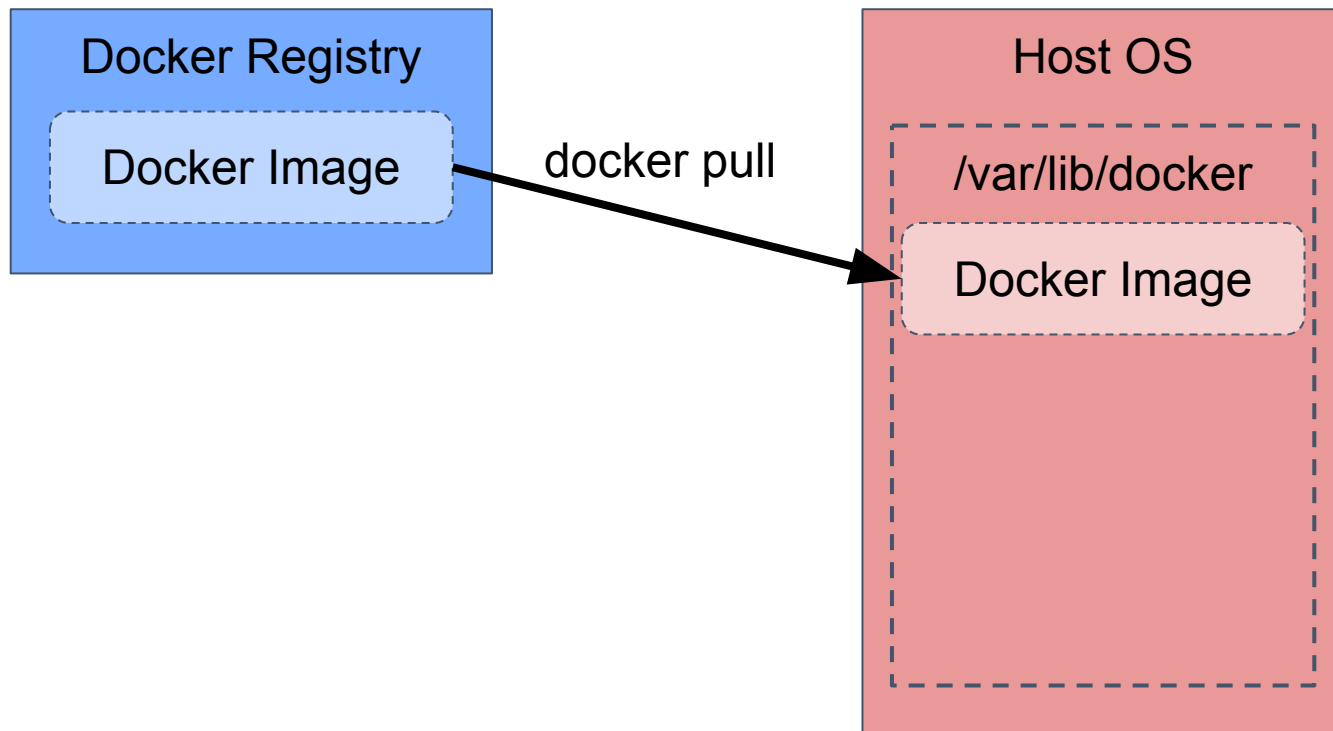 Docker Registry
Docker Image
docker pull
Host OS
/var/lib/docker
Docker Image